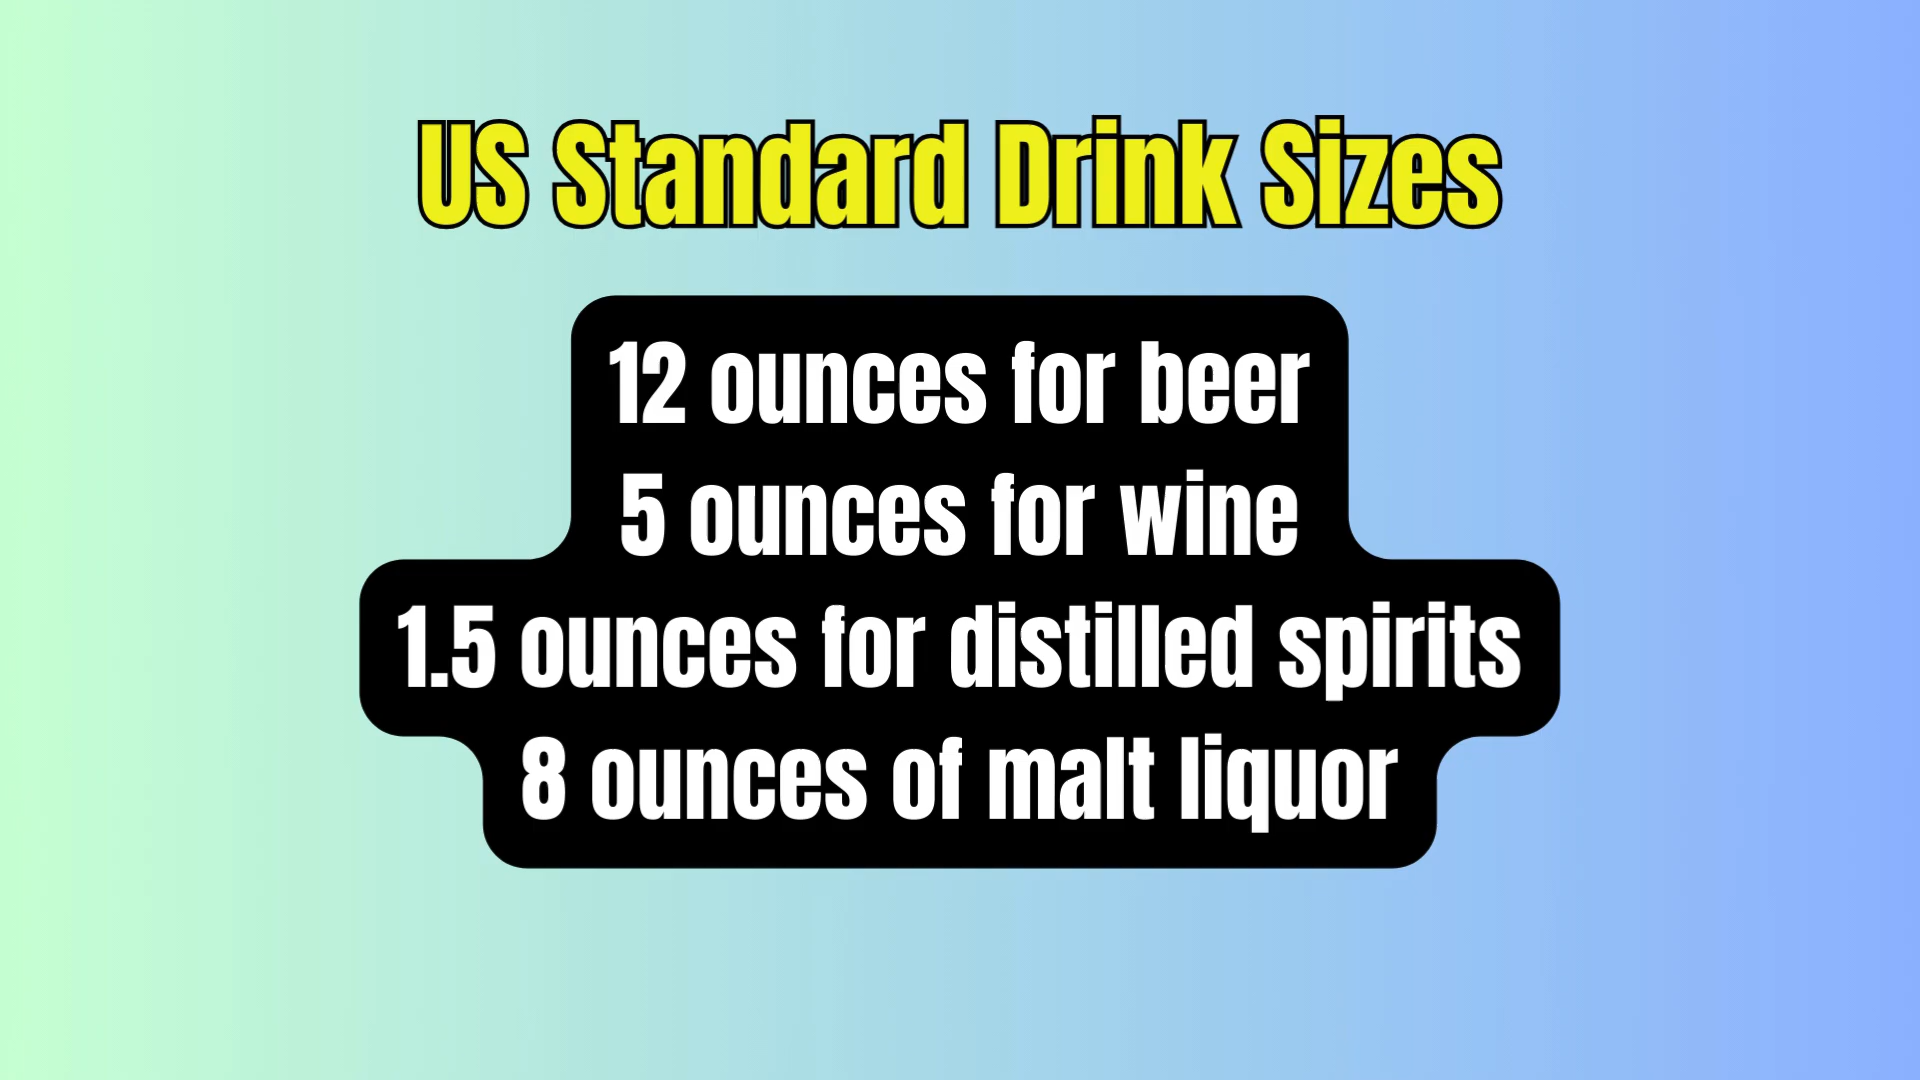 US Standard Drink Sizes
12 ounces for beer
5 ounces for wine
1.5 ounces for distilled spirits
8 ounces of malt liquor